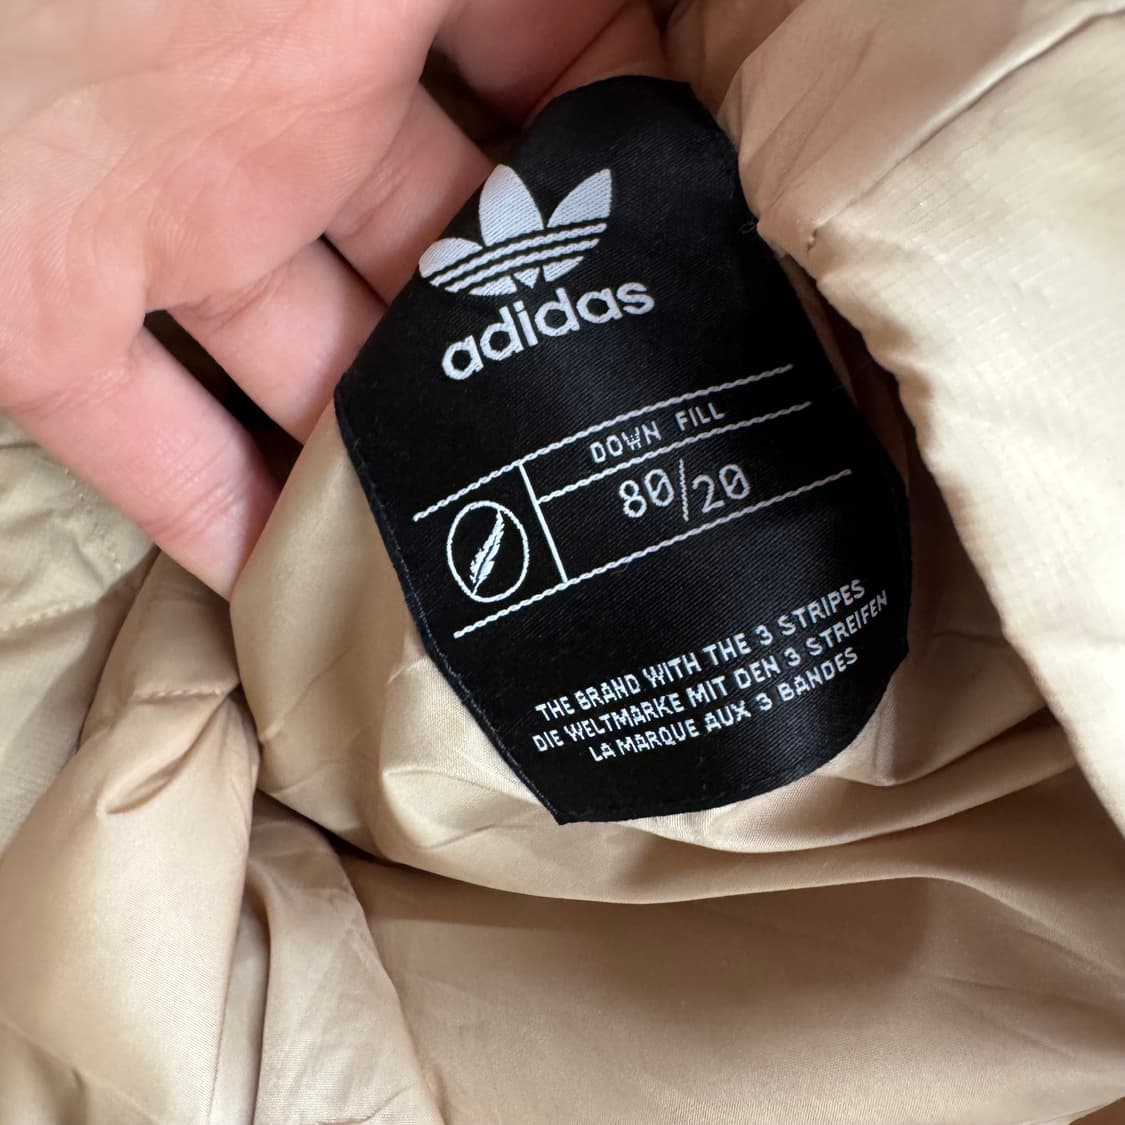 adidas
DOWN FILL
80/20
THE BRAND WITH THE 3 STRIPES
DIE WELTMARKE MIT DEN 3 STREIFEN
LA MARQUE AUX 3 BANDES